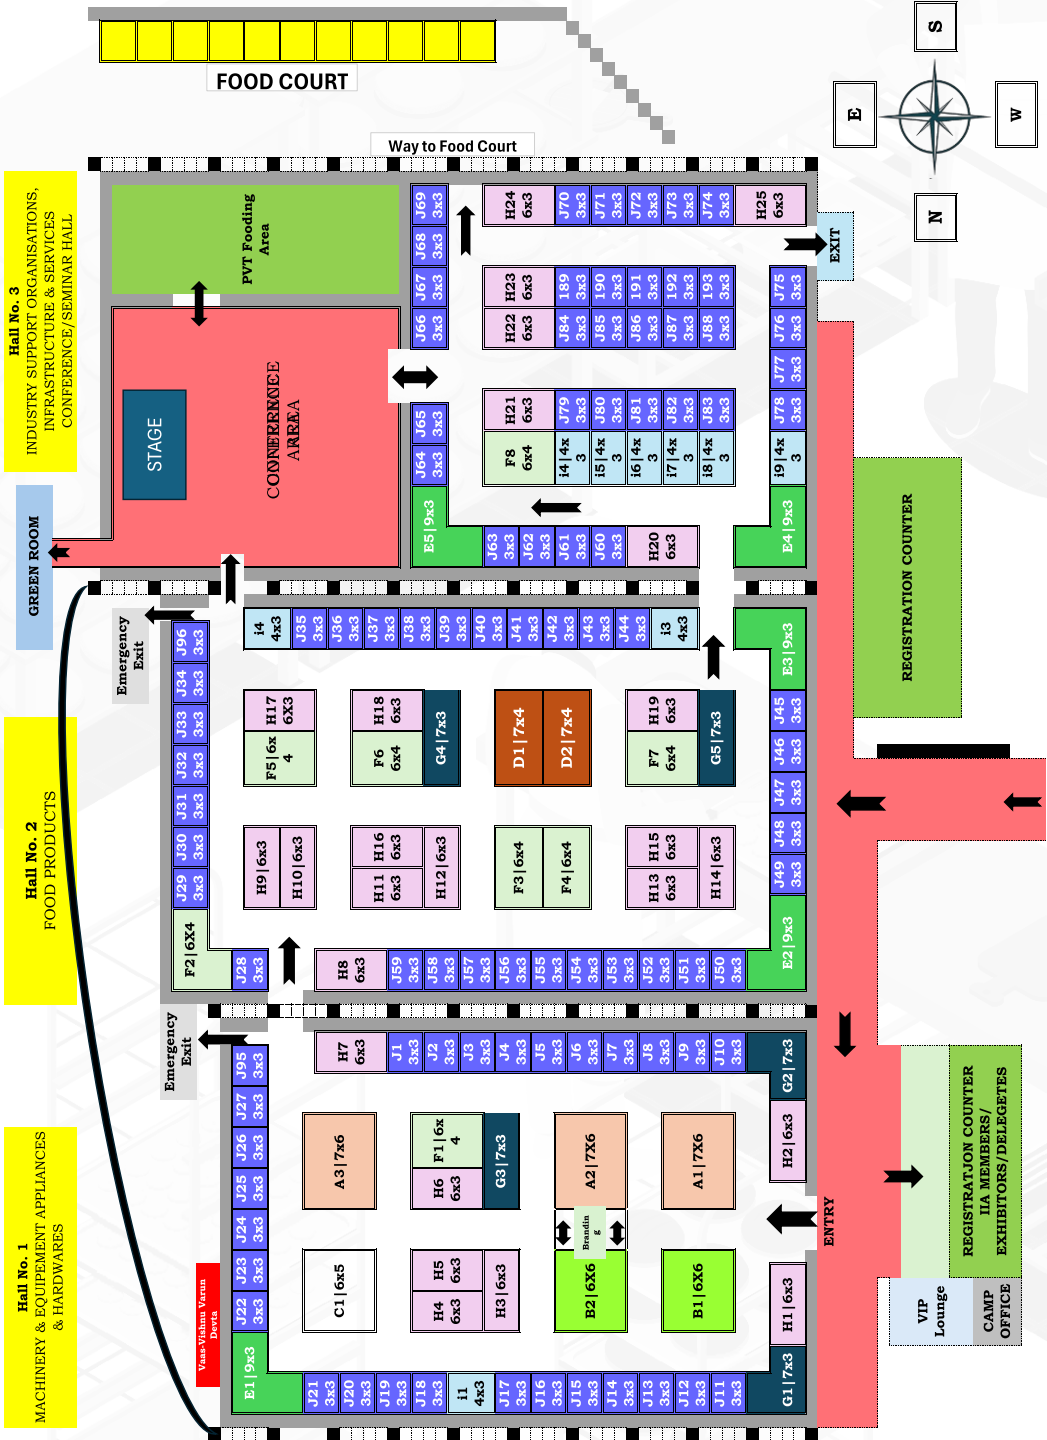 FOOD COURT
Way to Food Court
S
E
W
N
Hall No. 3
INDUSTRY SUPPORT ORGANISATIONS,
INFRASTRUCTURE & SERVICES
CONFERENCE/SEMINAR HALL
PVT Fooding
Area
STAGE
CONFERENCE
AREA
GREEN ROOM
J69
3x3
J68
3x3
J67
3x3
J66
3x3
J65
3x3
J64
3x3
E5|9x3
H24
6x3
J70
3x3
J71
3x3
J72
3x3
J73
3x3
J74
3x3
H25
6x3
EXIT
H23
6x3
189
3x3
190
3x3
191
3x3
192
3x3
193
3x3
H22
6x3
J84
3x3
J85
3x3
J86
3x3
J87
3x3
J88
3x3
J75
3x3
J76
3x3
J77
3x3
J78
3x3
H21
6x3
J79
3x3
J80
3x3
J81
3x3
J82
3x3
J83
3x3
F8
6x4
i4|4x
3
i5|4x
3
i6|4x
3
i7|4x
3
i8|4x
3
i9|4x
3
E4|9x3
J63
3x3
J62
3x3
J61
3x3
J60
3x3
H20
6x3
REGISTRATION COUNTER
Hall No. 2
FOOD PRODUCTS
Emergency
Exit
J96
3x3
J34
3x3
J33
3x3
J32
3x3
J31
3x3
J30
3x3
J29
3x3
F2|6X4
J28
3x3
i4
4x3
J35
3x3
J36
3x3
J37
3x3
J38
3x3
J39
3x3
J40
3x3
J41
3x3
J42
3x3
J43
3x3
J44
3x3
i3
4x3
E3|9x3
H17
6X3
F5|6x
4
H18
6x3
F6
6x4
G4|7x3
D1|7x4
D2|7x4
H19
6x3
F7
6x4
G5|7x3
J45
3x3
J46
3x3
J47
3x3
J48
3x3
J49
3x3
E2|9x3
H9|6x3
H10|6x3
H16
6x3
H11
6x3
H12|6x3
F3|6x4
F4|6x4
H15
6x3
H13
6x3
H14|6x3
H8
6x3
J59
3x3
J58
3x3
J57
3x3
J56
3x3
J55
3x3
J54
3x3
J53
3x3
J52
3x3
J51
3x3
J50
3x3
Hall No. 1
MACHINERY & EQUIPEMENT APPLIANCES
& HARDWARES
Emergency
Exit
J95
3x3
J27
3x3
J26
3x3
J25
3x3
J24
3x3
J23
3x3
J22
3x3
E1|9x3
Vaas-Vishnu Varun
Devta
H7
6x3
J1
3x3
J2
3x3
J3
3x3
J4
3x3
J5
3x3
J6
3x3
J7
3x3
J8
3x3
J9
3x3
J10
3x3
G2|7x3
H2|6x3
A3|7x6
F1|6x
4
H6
6x3
G3|7x3
A2|7X6
A1|7X6
Brandin
g
ENTRY
C1|6x5
H5
6x3
H4
6x3
H3|6x3
B2|6X6
B1|6X6
H1|6x3
G1|7x3
J21
3x3
J20
3x3
J19
3x3
J18
3x3
i1
4x3
J17
3x3
J16
3x3
J15
3x3
J14
3x3
J13
3x3
J12
3x3
J11
3x3
REGISTRATJON COUNTER
IIA MEMBERS/
EXHIBITORS/DELEGETES
VIP
Lounge
CAMP
OFFICE